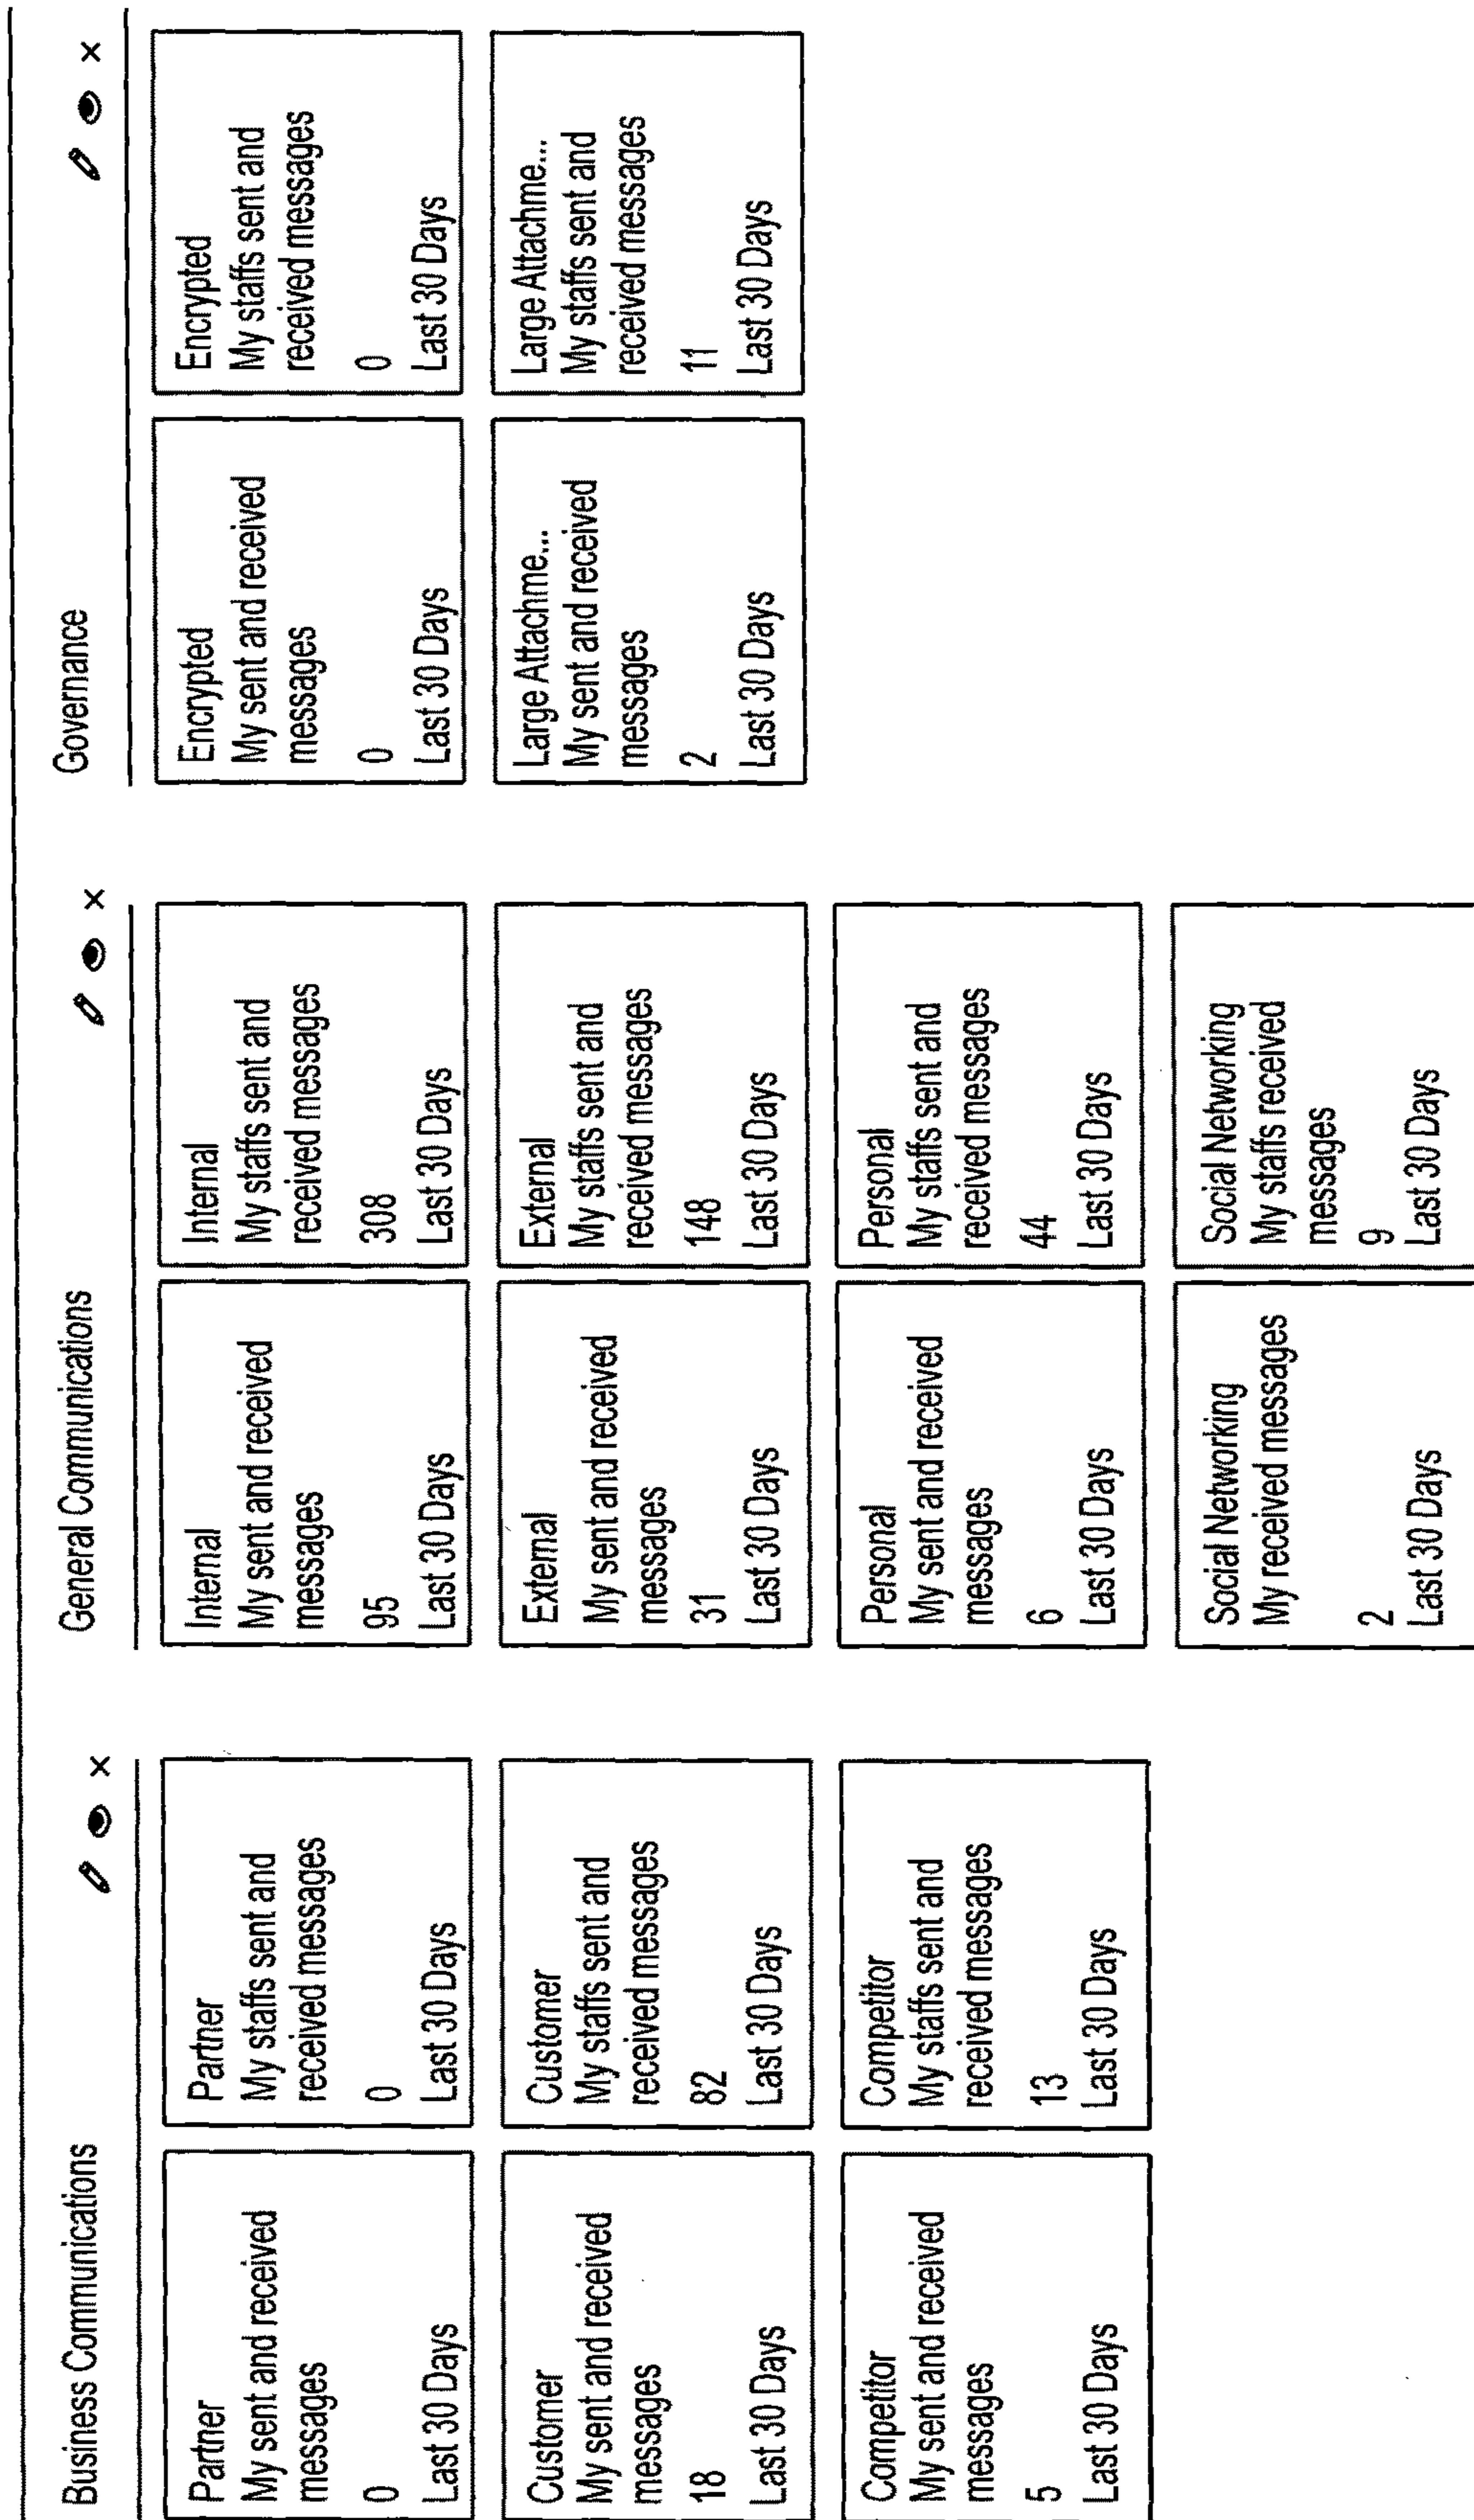 Business Communications
Partner
My sent and received
messages
0
Last 30 Days
Partner
My staffs sent and
received messages
0
Last 30 Days
Customer
My sent and received
messages
18
Last 30 Days
Customer
My staffs sent and
received messages
82
Last 30 Days
Competitor
My sent and received
messages
5
Last 30 Days
Competitor
My staffs sent and
received messages
13
Last 30 Days
General Communications
Internal
My sent and received
messages
95
Last 30 Days
Internal
My staffs sent and
received messages
308
Last 30 Days
External
My sent and received
messages
31
Last 30 Days
External
My staffs sent and
received messages
148
Last 30 Days
Personal
My sent and received
messages
6
Last 30 Days
Personal
My staffs sent and
received messages
44
Last 30 Days
Social Networking
My received messages
2
Last 30 Days
Social Networking
My staffs received
messages
9
Last 30 Days
Governance
Encrypted
My sent and received
messages
0
Last 30 Days
Encrypted
My staffs sent and
received messages
0
Last 30 Days
Large Attachme...
My sent and received
messages
2
Last 30 Days
Large Attachme...
My staffs sent and
received messages
11
Last 30 Days